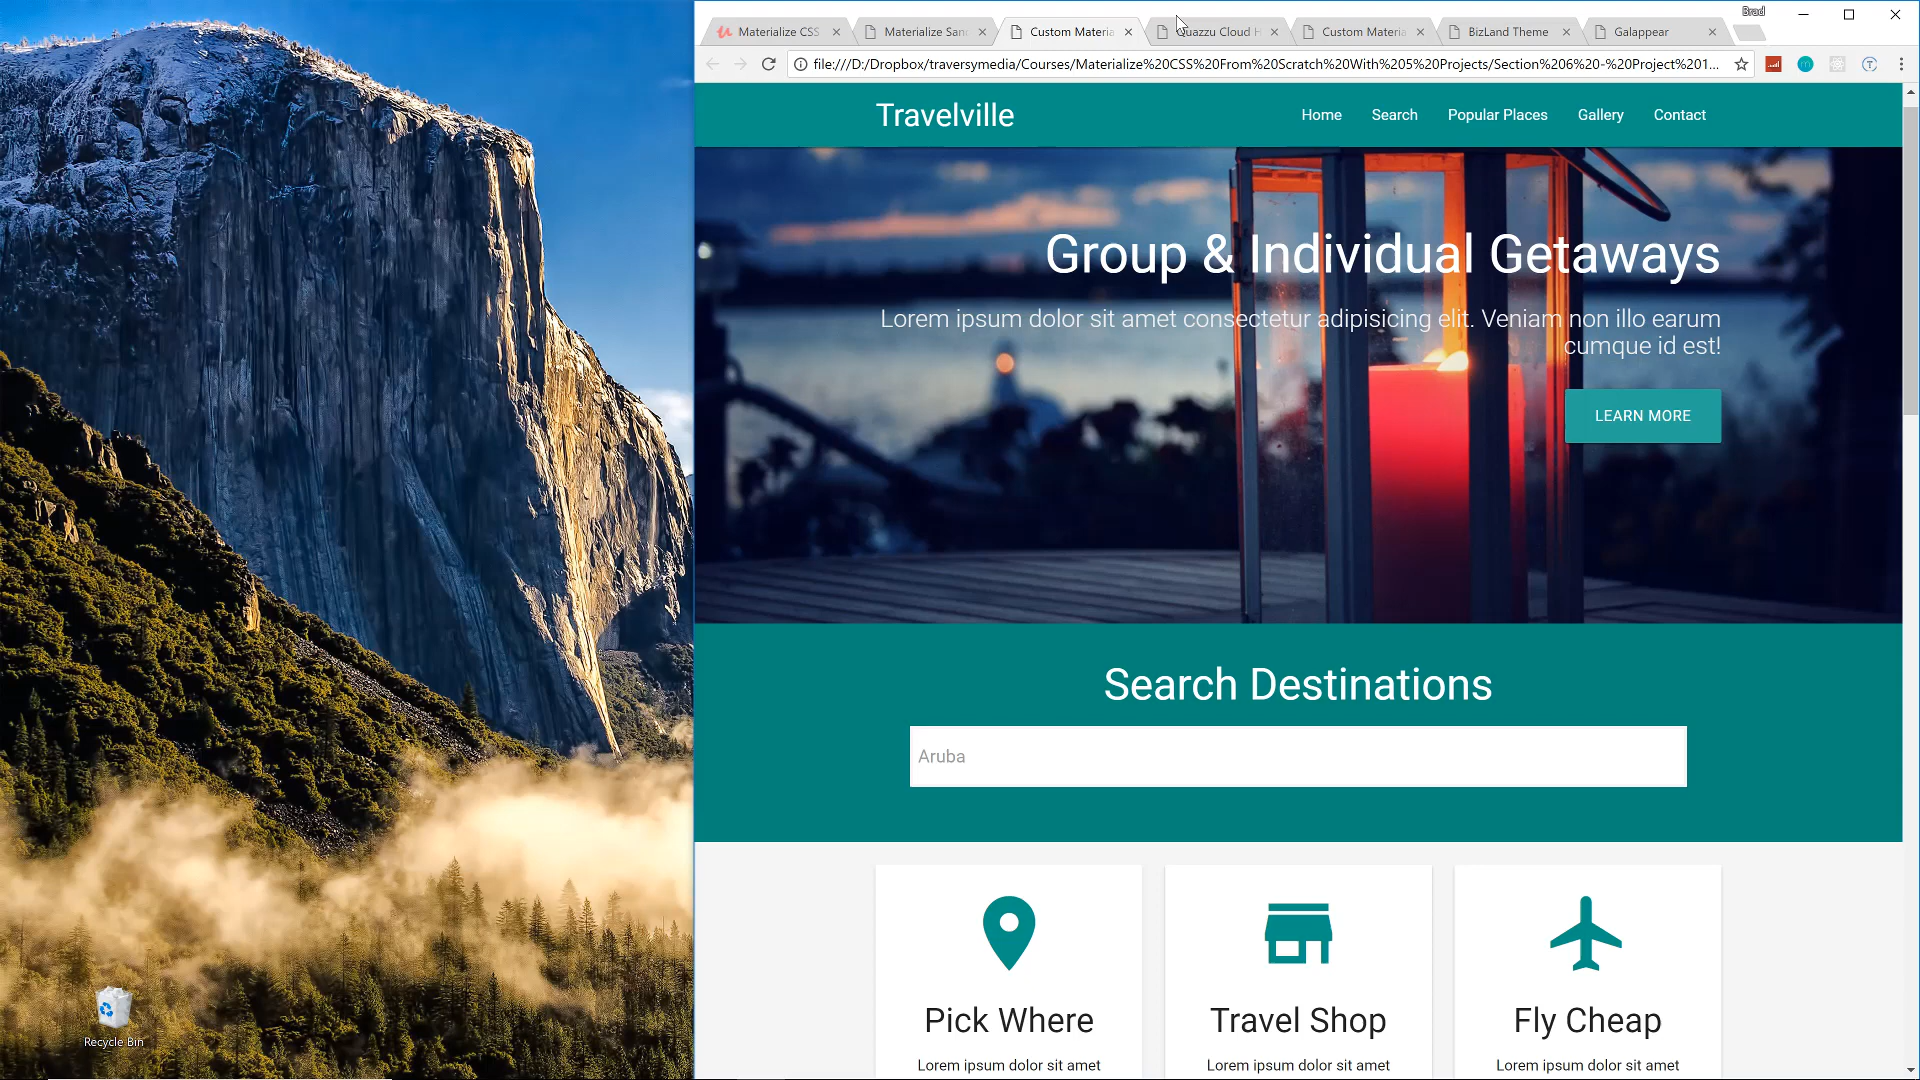 Brad
Materialize CSS
Materialize San
Custom Materia
Quazzu Cloud H
Custom Materia
BizLand Theme
Galappear
file:///D:/Dropbox/traversymedia/Courses/Materialize%20CSS%20From%20Scratch%20With%205%20Projects/Section%206%20-%20Project%201...
Travelville
Home
Search
Popular Places
Gallery
Contact
Group & Individual Getaways
Lorem ipsum dolor sit amet consectetur adipisicing elit. Veniam non illo earum
cumque id est!
LEARN MORE
Search Destinations
Aruba
Pick Where
Lorem ipsum dolor sit amet
Travel Shop
Lorem ipsum dolor sit amet
Fly Cheap
Lorem ipsum dolor sit amet
Recycle Bin